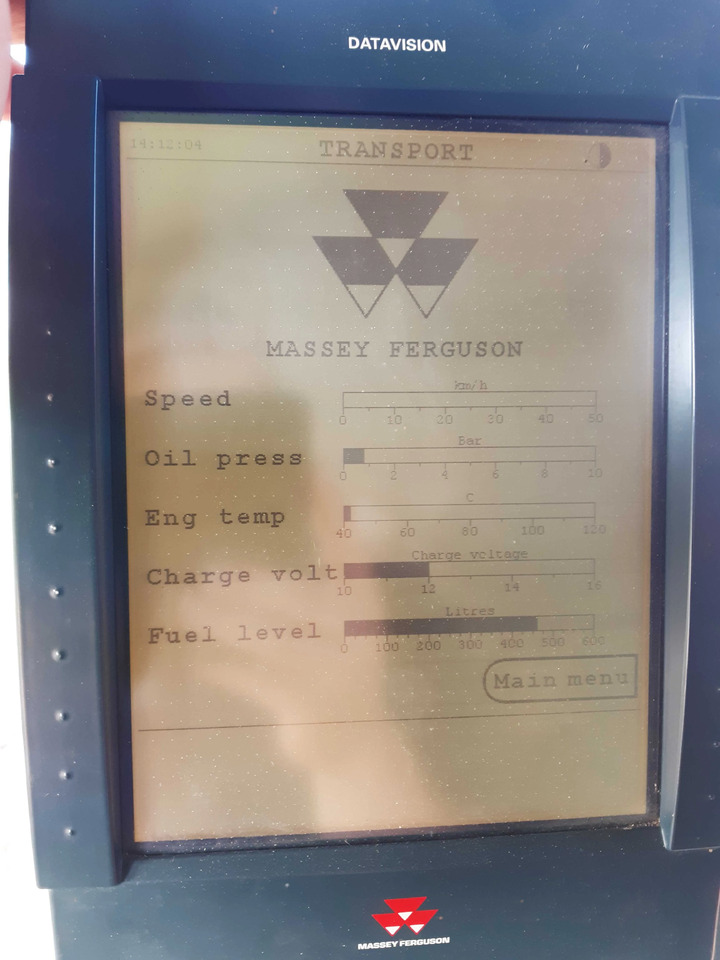 DATAVISION
14:12:04 TRANSPORT
MASSEY FERGUSON
km/h
Speed
0 10 20 30 40 50
Bar
Oil press
0 2 4 6 8 10
C
Eng temp
40 60 80 100 120
Charge voltage
Charge volt
10 12 14 16
Litres
Fuel level
0 100 200 300 400 500 600
Main menu
MASSEY FERGUSON